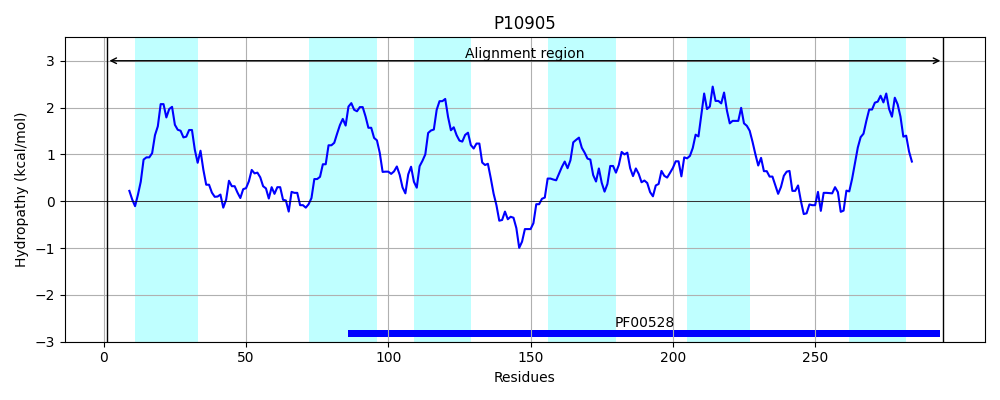 P10905
Alignment region
Hydropathy (kcal/mol)
3
2
1
0
−1
−2
−3
PF00528
0 50 100 150 200 250
Residues